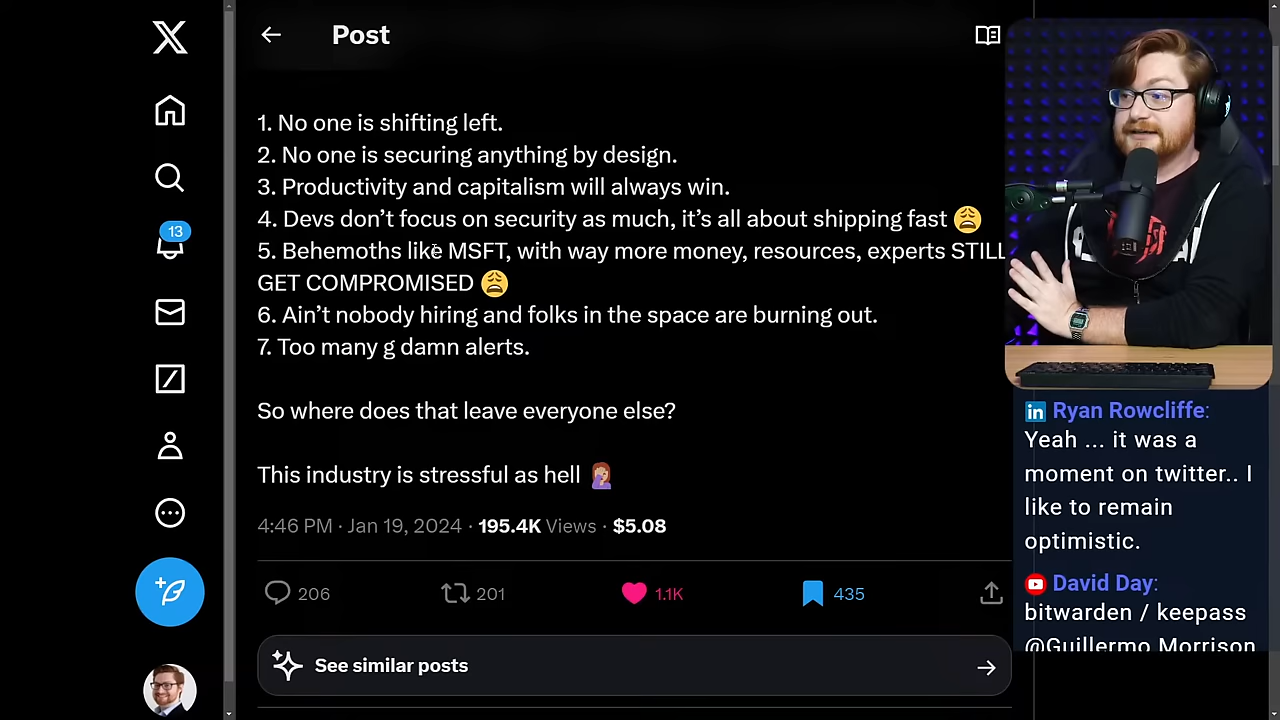 Post
13
1. No one is shifting left.
2. No one is securing anything by design.
3. Productivity and capitalism will always win.
4. Devs don’t focus on security as much, it’s all about shipping fast 😩
5. Behemoths like MSFT, with way more money, resources, experts STILL
GET COMPROMISED 😩
6. Ain’t nobody hiring and folks in the space are burning out.
7. Too many g damn alerts.
So where does that leave everyone else?
This industry is stressful as hell 🤦🏽‍♀️
4:46 PM · Jan 19, 2024 · 195.4K Views · $5.08
206 201 1.1K 435
See similar posts
in Ryan Rowcliffe:
Yeah ... it was a
moment on twitter.. I
like to remain
optimistic.
David Day:
bitwarden / keepass
@Guillermo Morrison